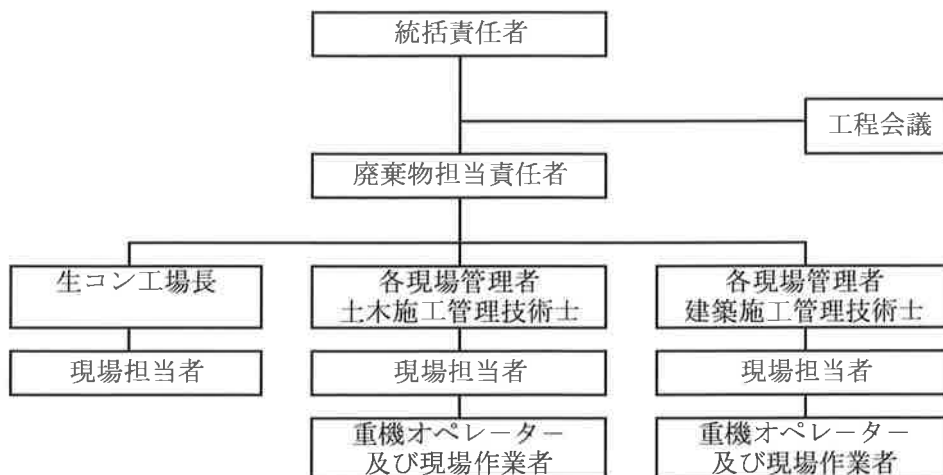 統括責任者
工程会議
廃棄物担当責任者
生コン工場長
各現場管理者
土木施工管理技術士
各現場管理者
建築施工管理技術士
現場担当者
現場担当者
現場担当者
重機オペレーター
及び現場作業者
重機オペレーター
及び現場作業者